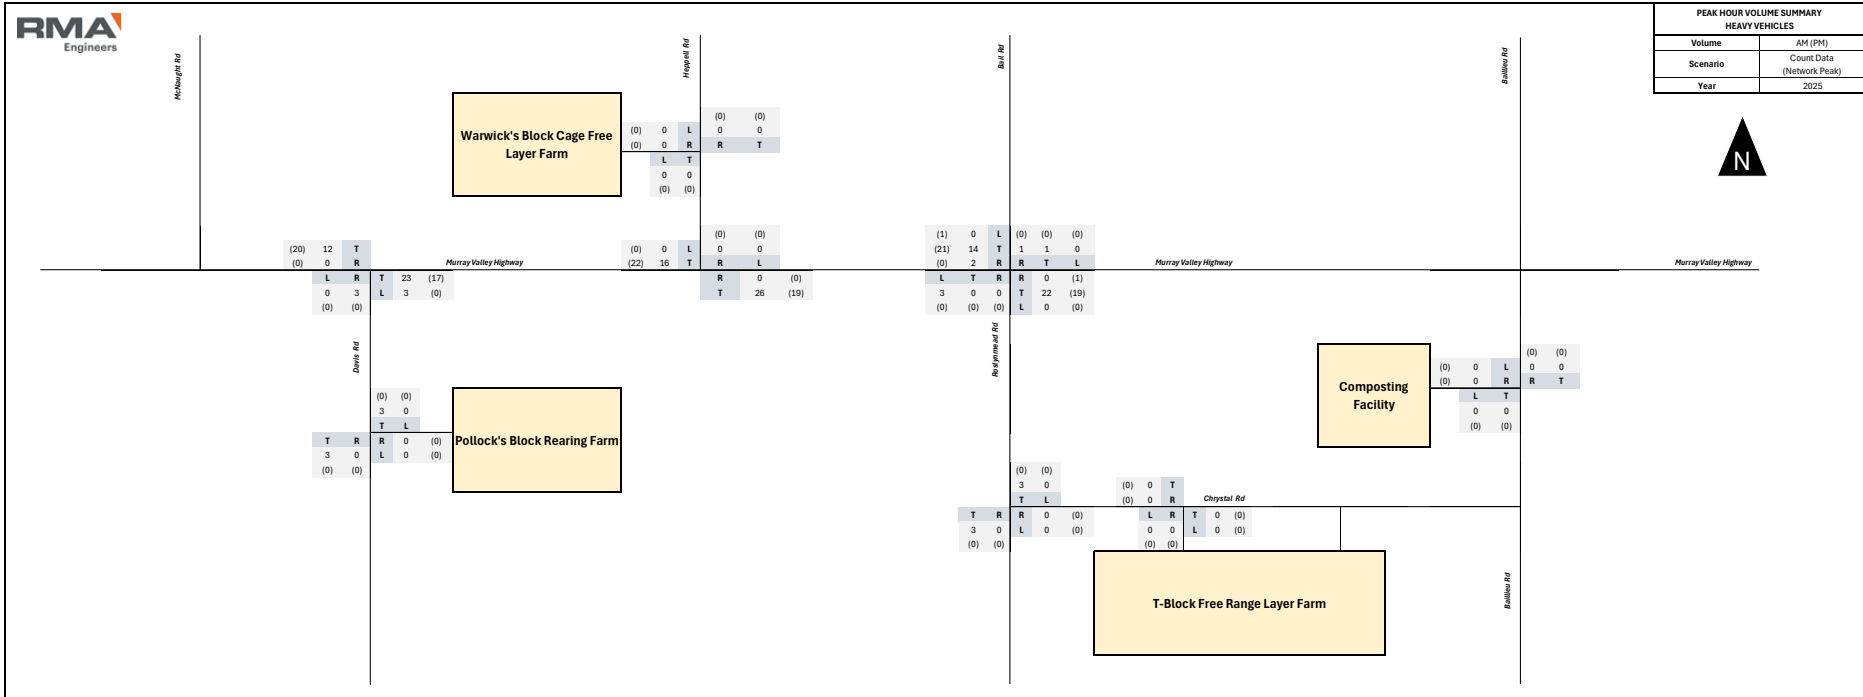 RMA
Engineers
PEAK HOUR VOLUME SUMMARY
HEAVY VEHICLES
Volume AM (PM)
Scenario Count Data
(Network Peak)
Year 2025
N
McNaught Rd
Heppell Rd
Ball Rd
Baillieu Rd
Warwick's Block Cage Free
Layer Farm
(0) (0)
(0) 0 L 0 0
(0) 0 R R T
L T
0 0
(0) (0)
(20) 12 T
(0) 0 R
L R T 23 (17)
0 3 L 3 (0)
(0) (0)
Murray Valley Highway
(0) (0)
(0) 0 L 0 0
(22) 16 T R L
R 0 (0)
T 26 (19)
(1) 0 L (0) (0) (0)
(21) 14 T 1 1 0
(0) 2 R R T L
L T R R 0 (1)
3 0 0 T 22 (19)
(0) (0) (0) L 0 (0)
Murray Valley Highway
Murray Valley Highway
Davis Rd
Roslynmead Rd
(0) (0)
3 0
T L
T R R 0 (0)
3 0 L 0 (0)
(0) (0)
Pollock's Block Rearing Farm
Composting
Facility
(0) (0)
(0) 0 L 0 0
(0) 0 R R T
L T
0 0
(0) (0)
(0) (0)
3 0
T L
T R R 0 (0)
3 0 L 0 (0)
(0) (0)
(0) 0 T
(0) 0 R
Chrystal Rd
L R T 0 (0)
0 0 L 0 (0)
(0) (0)
T-Block Free Range Layer Farm
Baillieu Rd